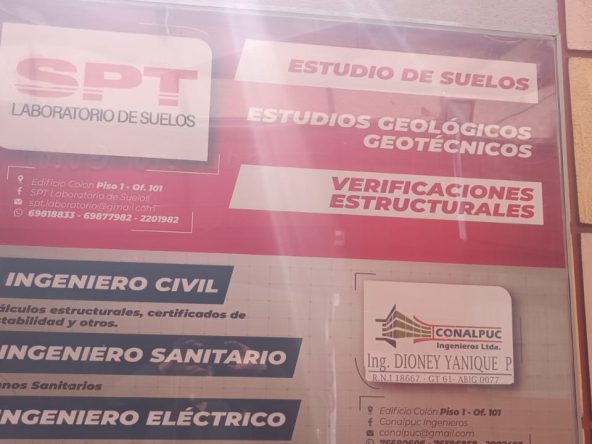 SPT
LABORATORIO DE SUELOS
ESTUDIO DE SUELOS
ESTUDIOS GEOLÓGICOS
GEOTÉCNICOS
VERIFICACIONES
ESTRUCTURALES
Edificio Colón Piso 1 - Of. 101
SPT Laboratorio de Suelos
spt.laboratorio@gmail.com
69818833 - 69877982 - 2201982
INGENIERO CIVIL
álculos estructurales, certificados de
stabilidad y otros.
INGENIERO SANITARIO
anos Sanitarios
INGENIERO ELÉCTRICO
CONALPUC
Ingenieros Ltda.
Ing. DIONEY YANIQUE P
R.N.I 18667 - GT 61- ABIG 0077
Edificio Colón Piso 1 - Of. 101
Conalpuc Ingenieros
conalpuc@gmail.com